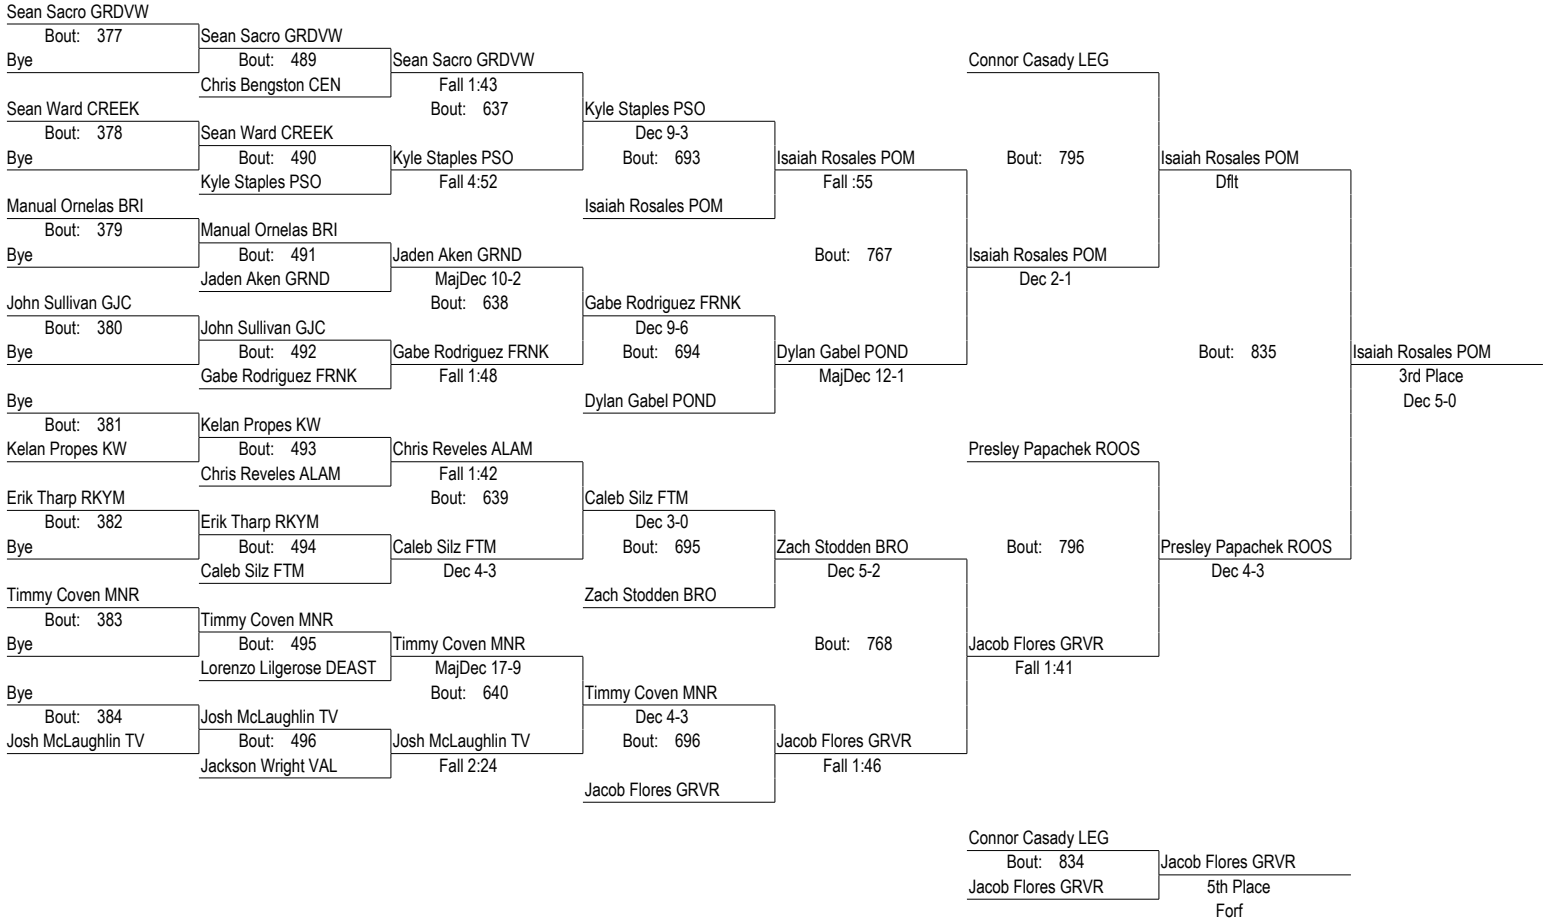 Sean Sacro GRDVW
Bout: 377
Bye
Sean Ward CREEK
Bout: 378
Bye
Manual Ornelas BRI
Bout: 379
Bye
John Sullivan GJC
Bout: 380
Bye
Bye
Bout: 381
Kelan Propes KW
Erik Tharp RKYM
Bout: 382
Bye
Timmy Coven MNR
Bout: 383
Bye
Bye
Bout: 384
Josh McLaughlin TV
Sean Sacro GRDVW
Bout: 489
Chris Bengston CEN
Sean Ward CREEK
Bout: 490
Kyle Staples PSO
Manual Ornelas BRI
Bout: 491
Jaden Aken GRND
John Sullivan GJC
Bout: 492
Gabe Rodriguez FRNK
Kelan Propes KW
Bout: 493
Chris Reveles ALAM
Erik Tharp RKYM
Bout: 494
Caleb Silz FTM
Timmy Coven MNR
Bout: 495
Lorenzo Lilgerose DEAST
Josh McLaughlin TV
Bout: 496
Jackson Wright VAL
Sean Sacro GRDVW
Fall 1:43
Bout: 637
Kyle Staples PSO
Fall 4:52
Jaden Aken GRND
MajDec 10-2
Bout: 638
Gabe Rodriguez FRNK
Fall 1:48
Chris Reveles ALAM
Fall 1:42
Bout: 639
Caleb Silz FTM
Dec 4-3
Timmy Coven MNR
MajDec 17-9
Bout: 640
Josh McLaughlin TV
Fall 2:24
Kyle Staples PSO
Dec 9-3
Bout: 693
Isaiah Rosales POM
Gabe Rodriguez FRNK
Dec 9-6
Bout: 694
Dylan Gabel POND
Caleb Silz FTM
Dec 3-0
Bout: 695
Zach Stodden BRO
Timmy Coven MNR
Dec 4-3
Bout: 696
Jacob Flores GRVR
Isaiah Rosales POM
Fall :55
Bout: 767
Dylan Gabel POND
MajDec 12-1
Zach Stodden BRO
Dec 5-2
Bout: 768
Jacob Flores GRVR
Fall 1:46
Connor Casady LEG
Bout: 795
Isaiah Rosales POM
Dec 2-1
Presley Papachek ROOS
Bout: 796
Jacob Flores GRVR
Fall 1:41
Isaiah Rosales POM
Dflt
Bout: 835
Presley Papachek ROOS
Dec 4-3
Isaiah Rosales POM
3rd Place
Dec 5-0
Connor Casady LEG
Bout: 834
Jacob Flores GRVR
Jacob Flores GRVR
5th Place
Forf